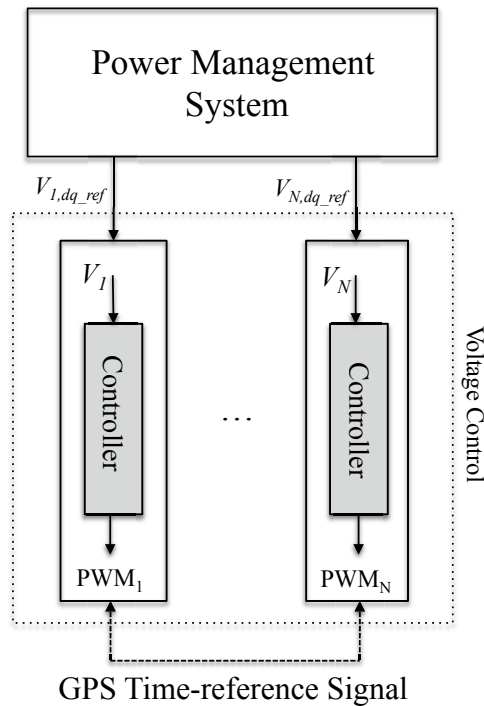 Power Management
System
V1,dq_ref
VN,dq_ref
V1
VN
Controller
Controller
...
Voltage Control
PWM1
PWMN
GPS Time-reference Signal